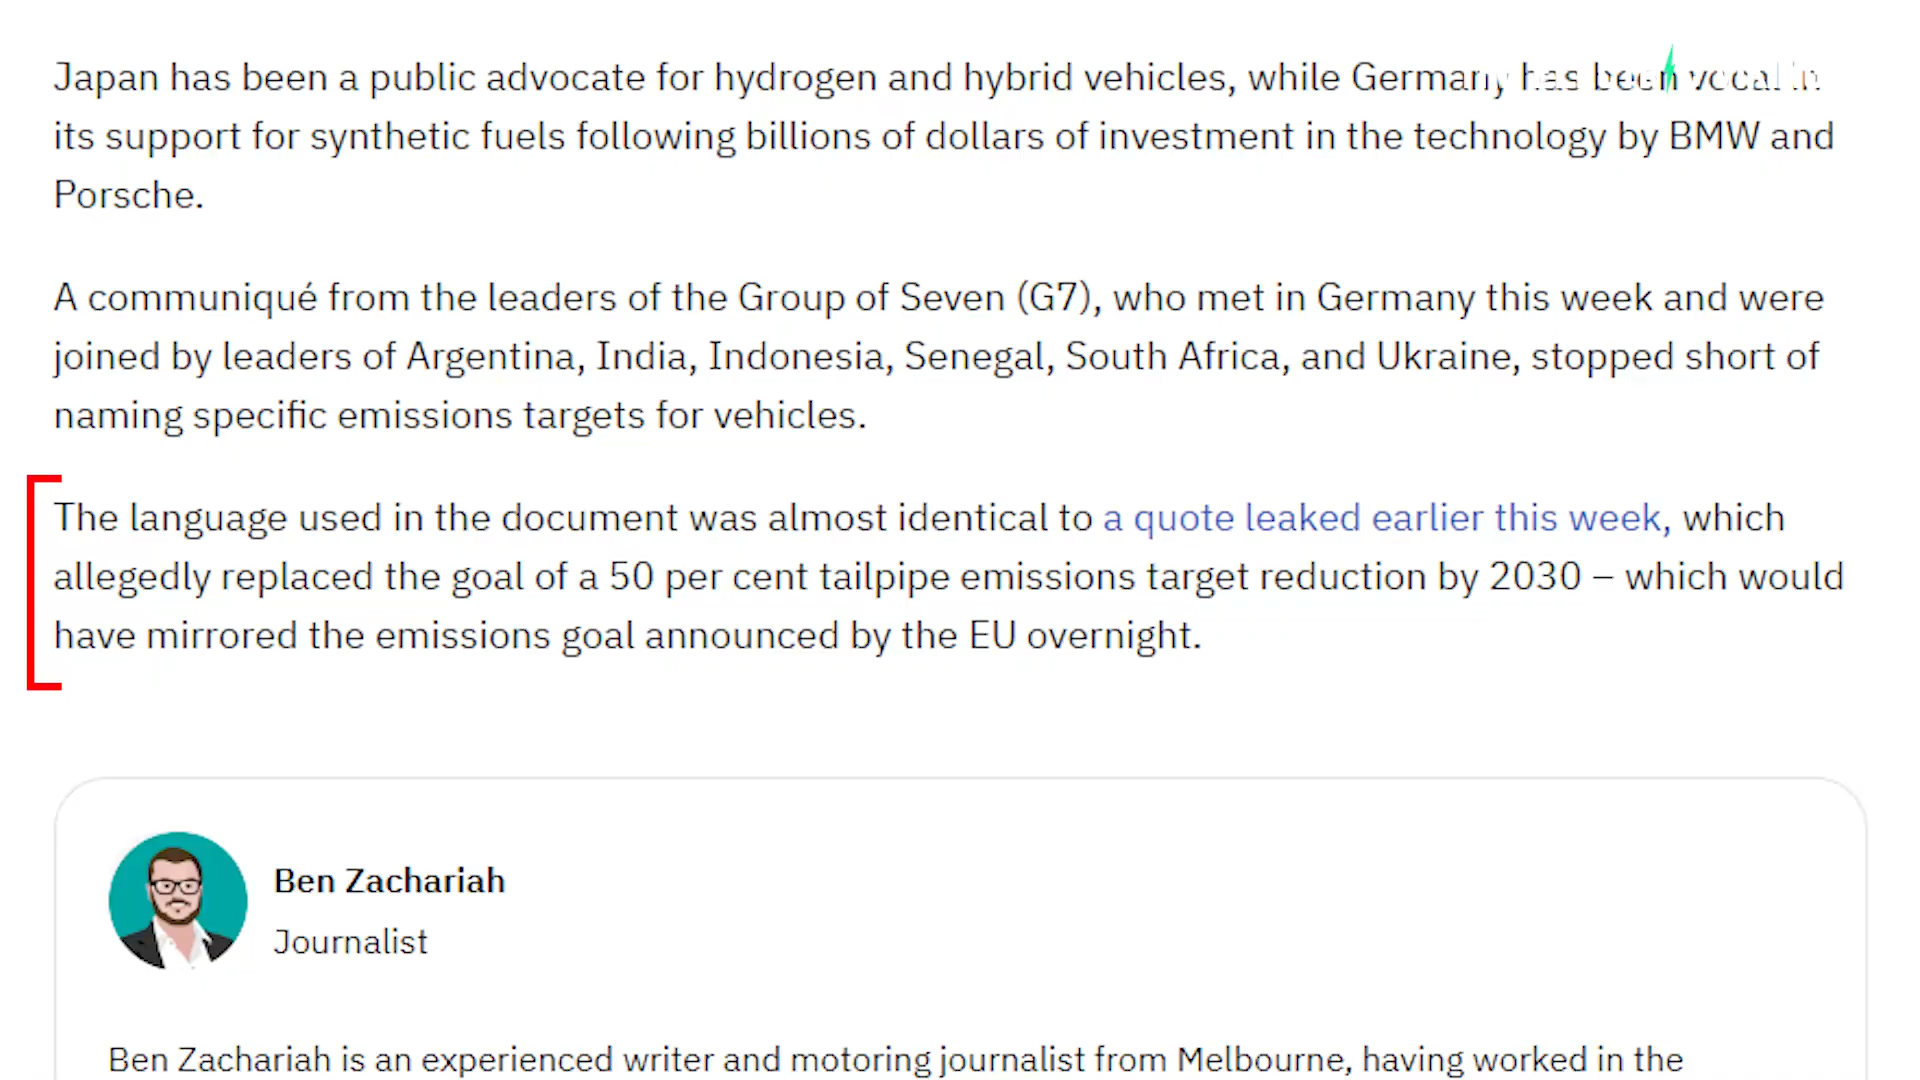 Japan has been a public advocate for hydrogen and hybrid vehicles, while Germany has been vocal in
its support for synthetic fuels following billions of dollars of investment in the technology by BMW and
Porsche.
A communiqué from the leaders of the Group of Seven (G7), who met in Germany this week and were
joined by leaders of Argentina, India, Indonesia, Senegal, South Africa, and Ukraine, stopped short of
naming specific emissions targets for vehicles.
The language used in the document was almost identical to a quote leaked earlier this week, which
allegedly replaced the goal of a 50 per cent tailpipe emissions target reduction by 2030 – which would
have mirrored the emissions goal announced by the EU overnight.
Ben Zachariah
Journalist
Ben Zachariah is an experienced writer and motoring journalist from Melbourne, having worked in the